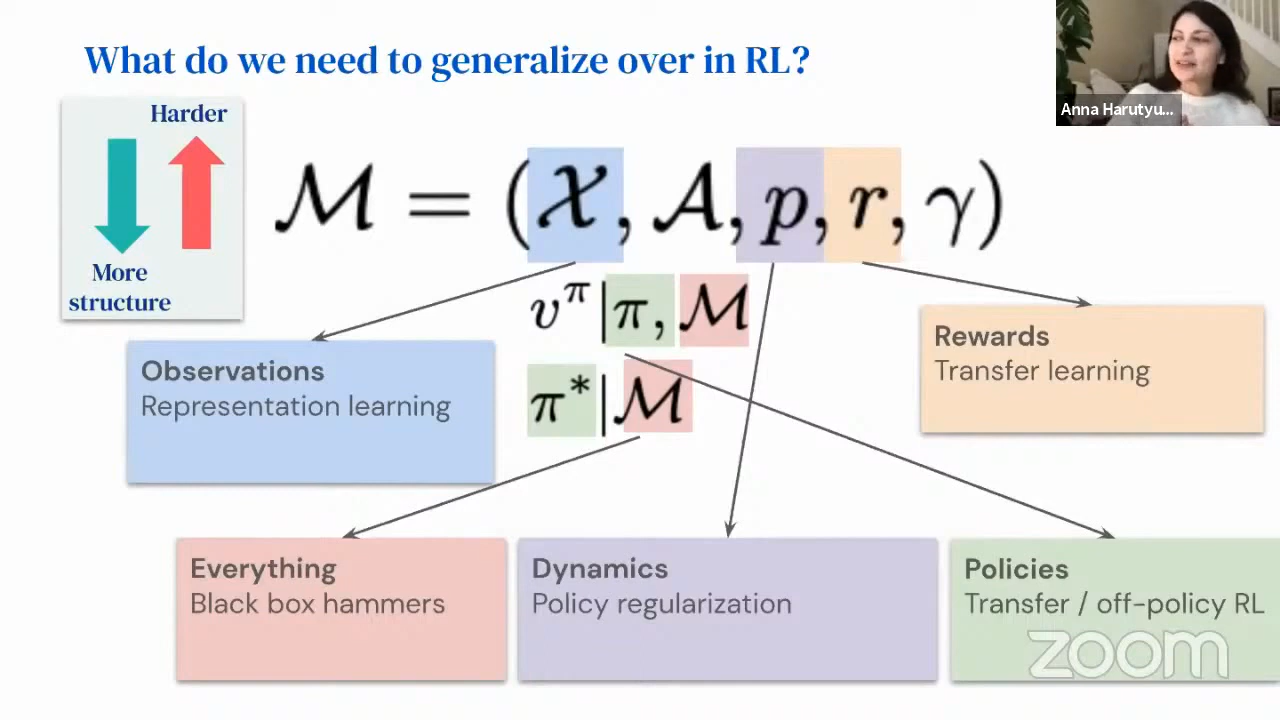 What do we need to generalize over in RL?
Anna Harutyu...
Harder
More
structure
ℳ = (𝒳, 𝒜, p, r, γ)
v^π | π, ℳ
π* | ℳ
Observations
Representation learning
Rewards
Transfer learning
Everything
Black box hammers
Dynamics
Policy regularization
Policies
Transfer / off-policy RL
zoom